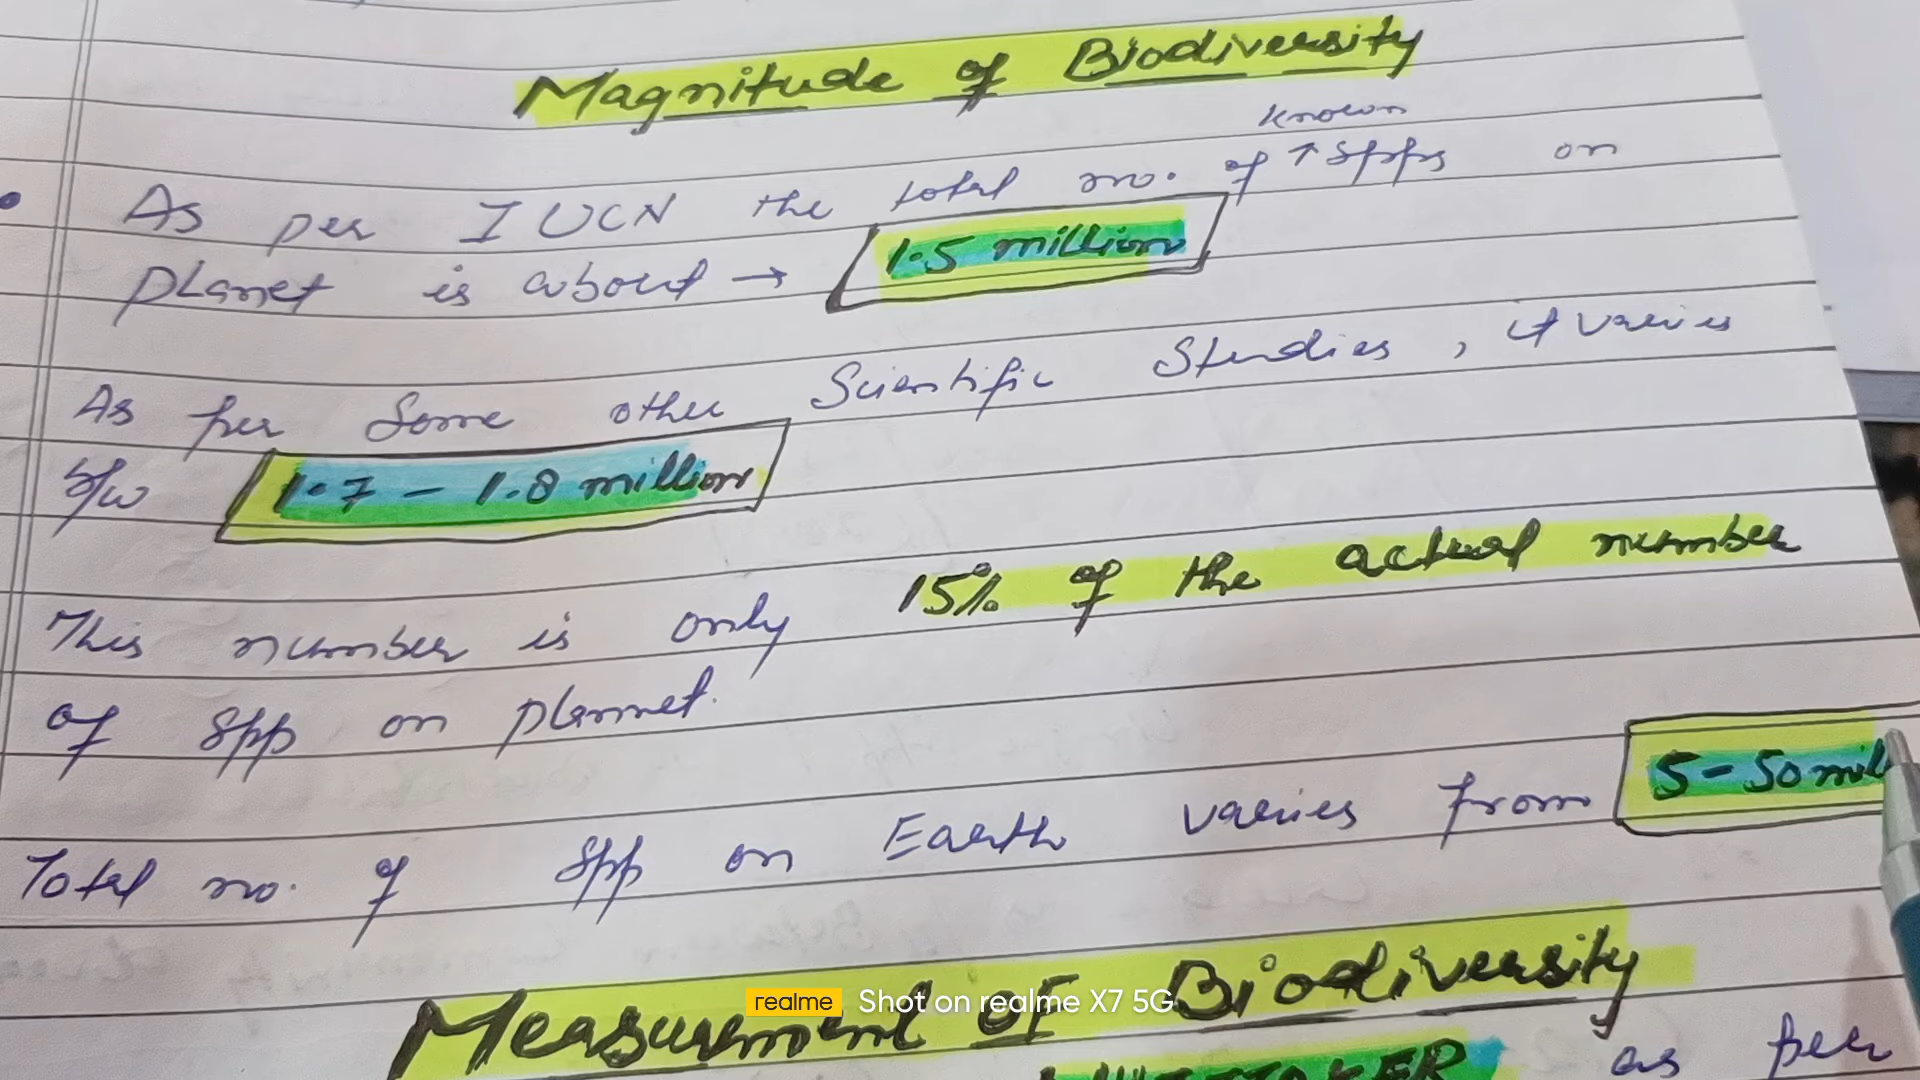 Magnitude of Biodiversity
known
As per IUCN the total no. of ↑ spps on
planet is about → 1.5 million
As per some other Scientific Studies, it varies
b/w 1.7 - 1.8 million
This number is only 15% of the actual number
of spp on planet.
Total no. of spp on Earth varies from 5 - 50 mil
Measurement of Biodiversity
as per
realme Shot on realme X7 5G